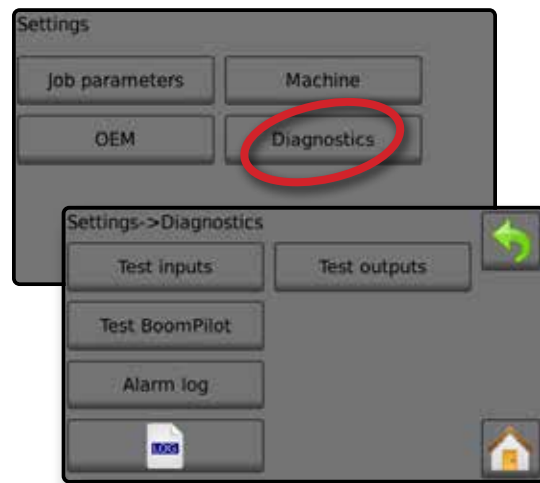 Settings
Job parameters
Machine
OEM
Diagnostics
Settings->Diagnostics
Test inputs
Test outputs
Test BoomPilot
Alarm log
LOG